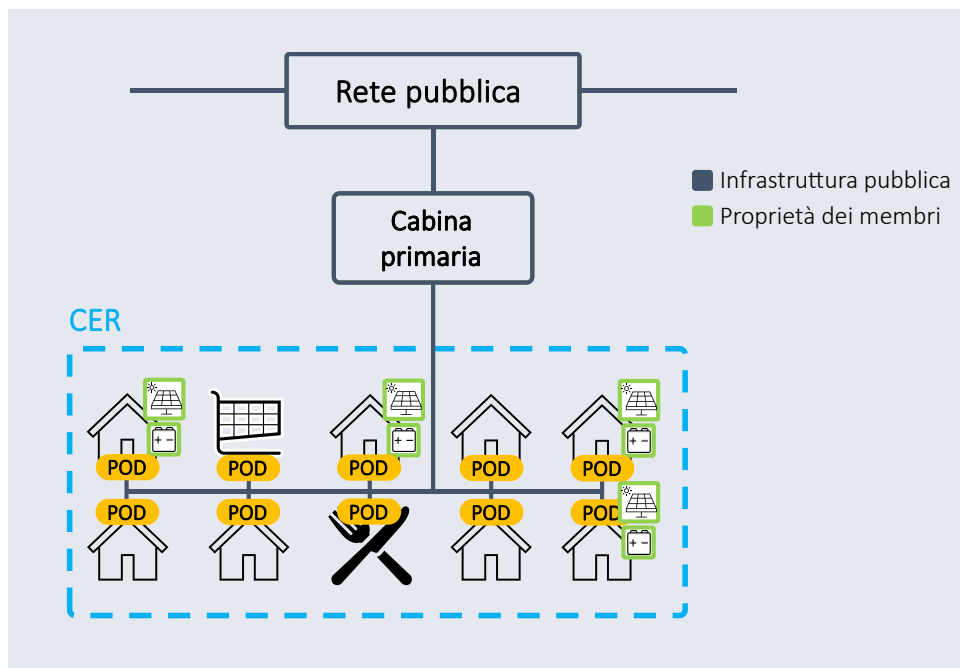 Rete pubblica
Infrastruttura pubblica
Proprietà dei membri
Cabina
primaria
CER
POD POD POD POD POD
POD POD POD POD POD